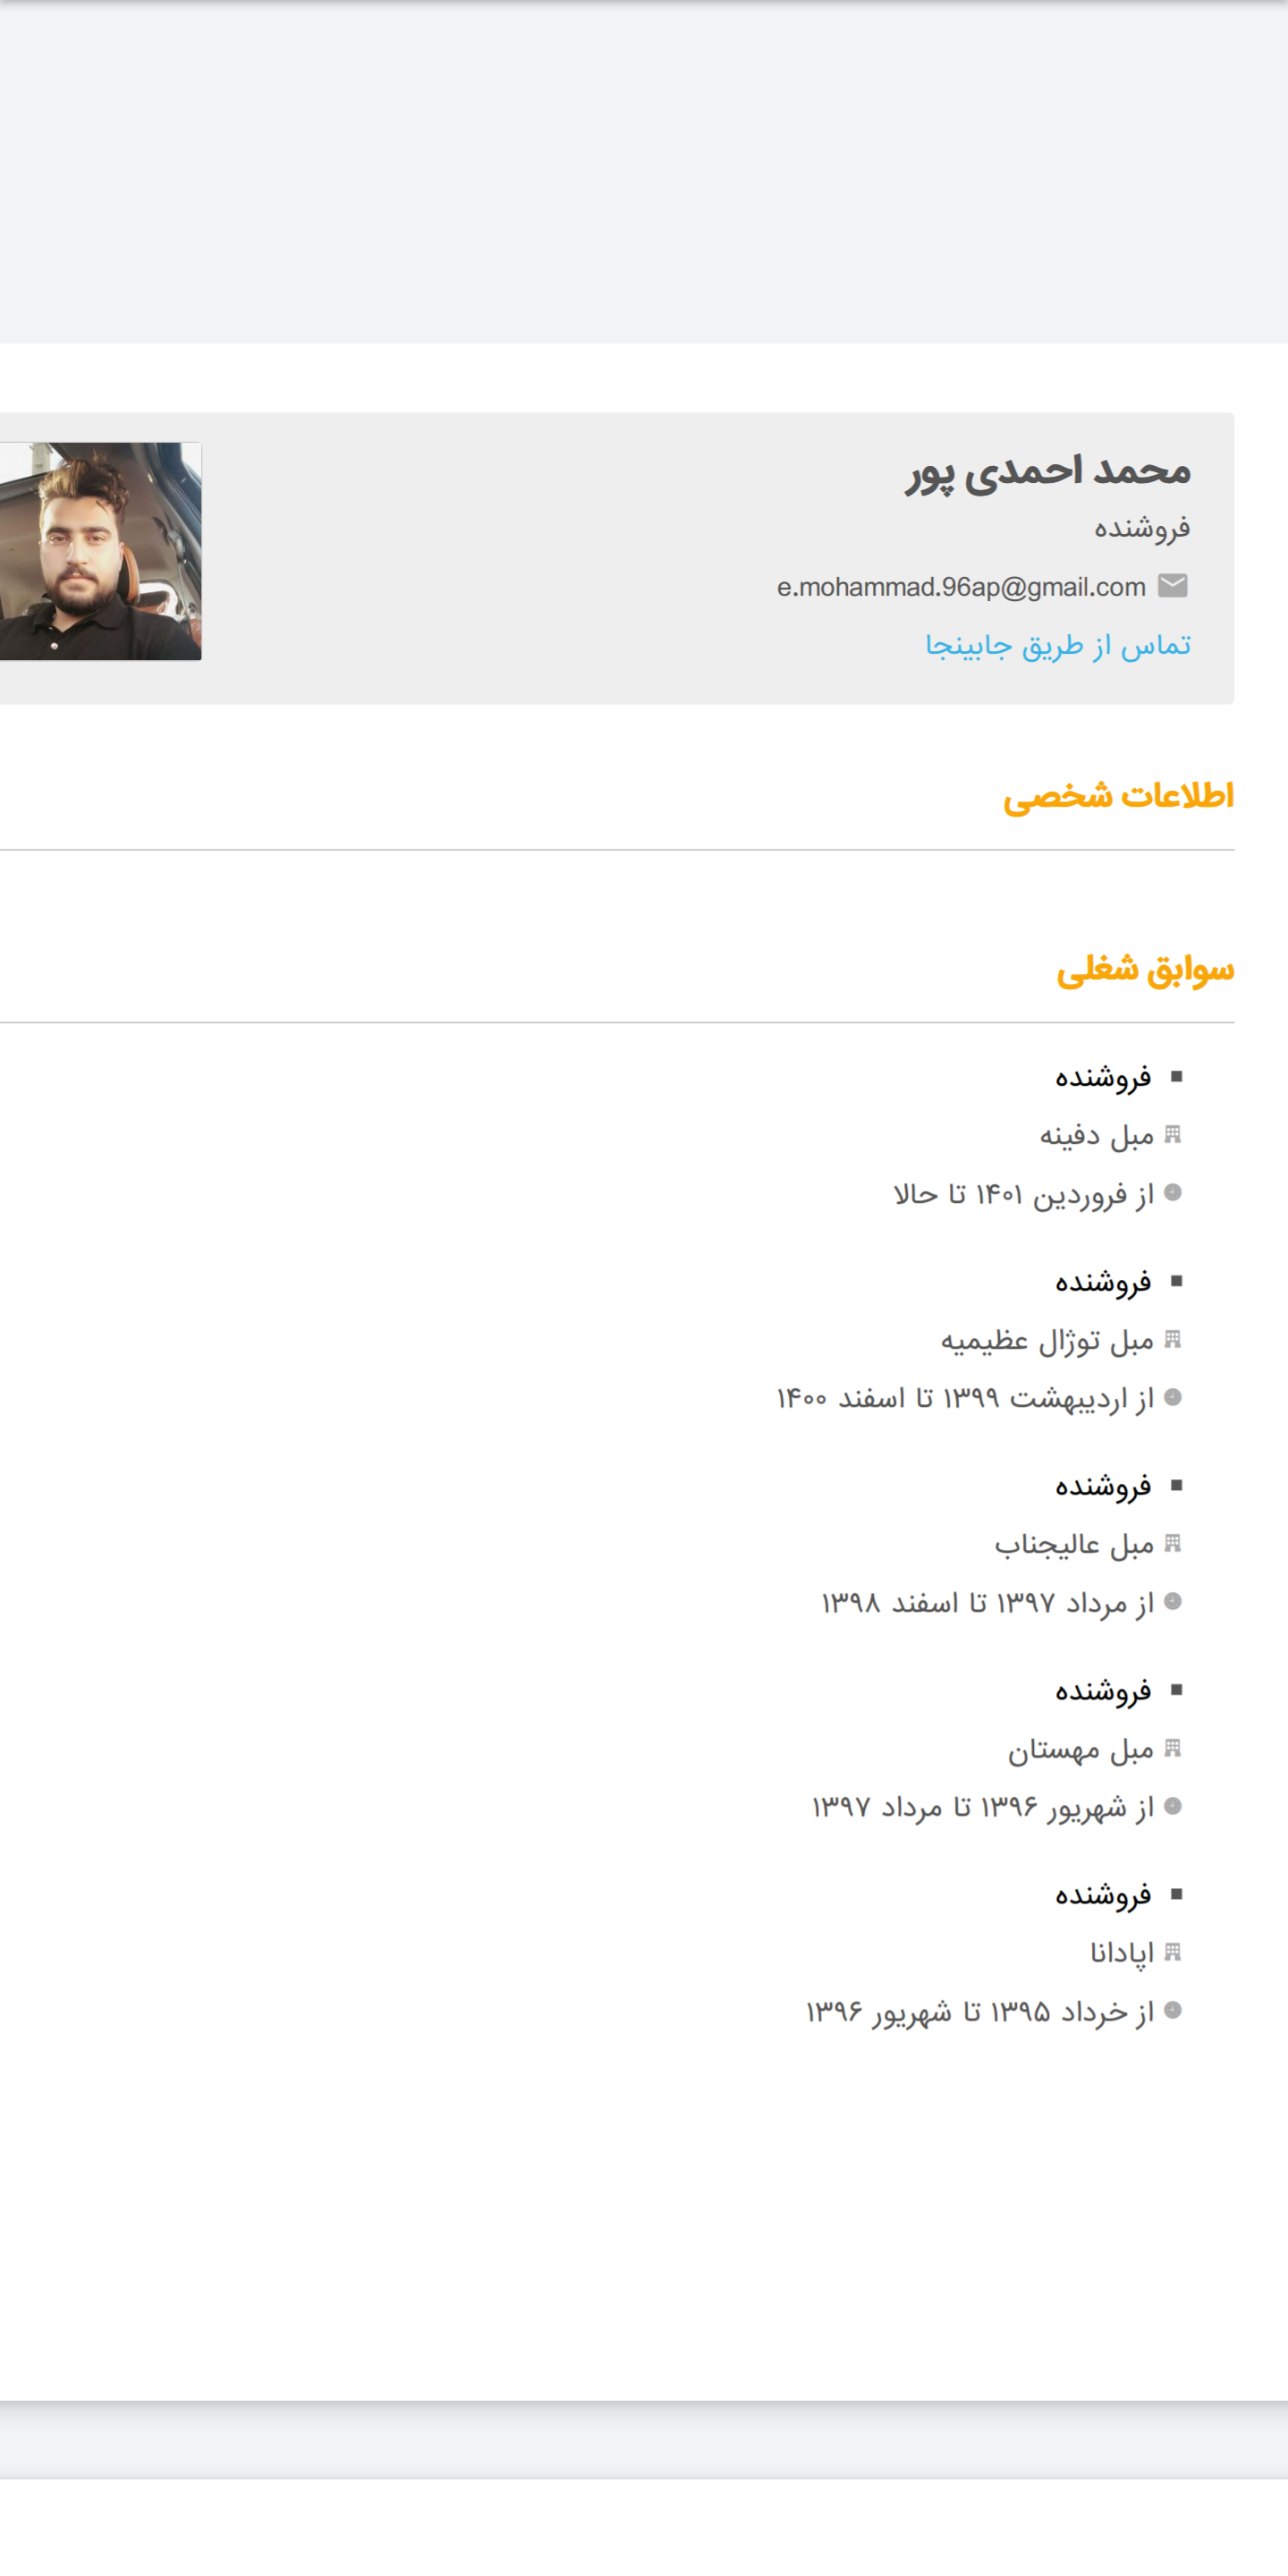 محمد احمدی پور
فروشنده
e.mohammad.96ap@gmail.com
تماس از طریق جابینجا
اطلاعات شخصی
سوابق شغلی
فروشنده
مبل دفینه
از فروردین ۱۴۰۱ تا حالا
فروشنده
مبل توژال عظیمیه
از اردیبهشت ۱۳۹۹ تا اسفند ۱۴۰۰
فروشنده
مبل عالیجناب
از مرداد ۱۳۹۷ تا اسفند ۱۳۹۸
فروشنده
مبل مهستان
از شهریور ۱۳۹۶ تا مرداد ۱۳۹۷
فروشنده
اپادانا
از خرداد ۱۳۹۵ تا شهریور ۱۳۹۶